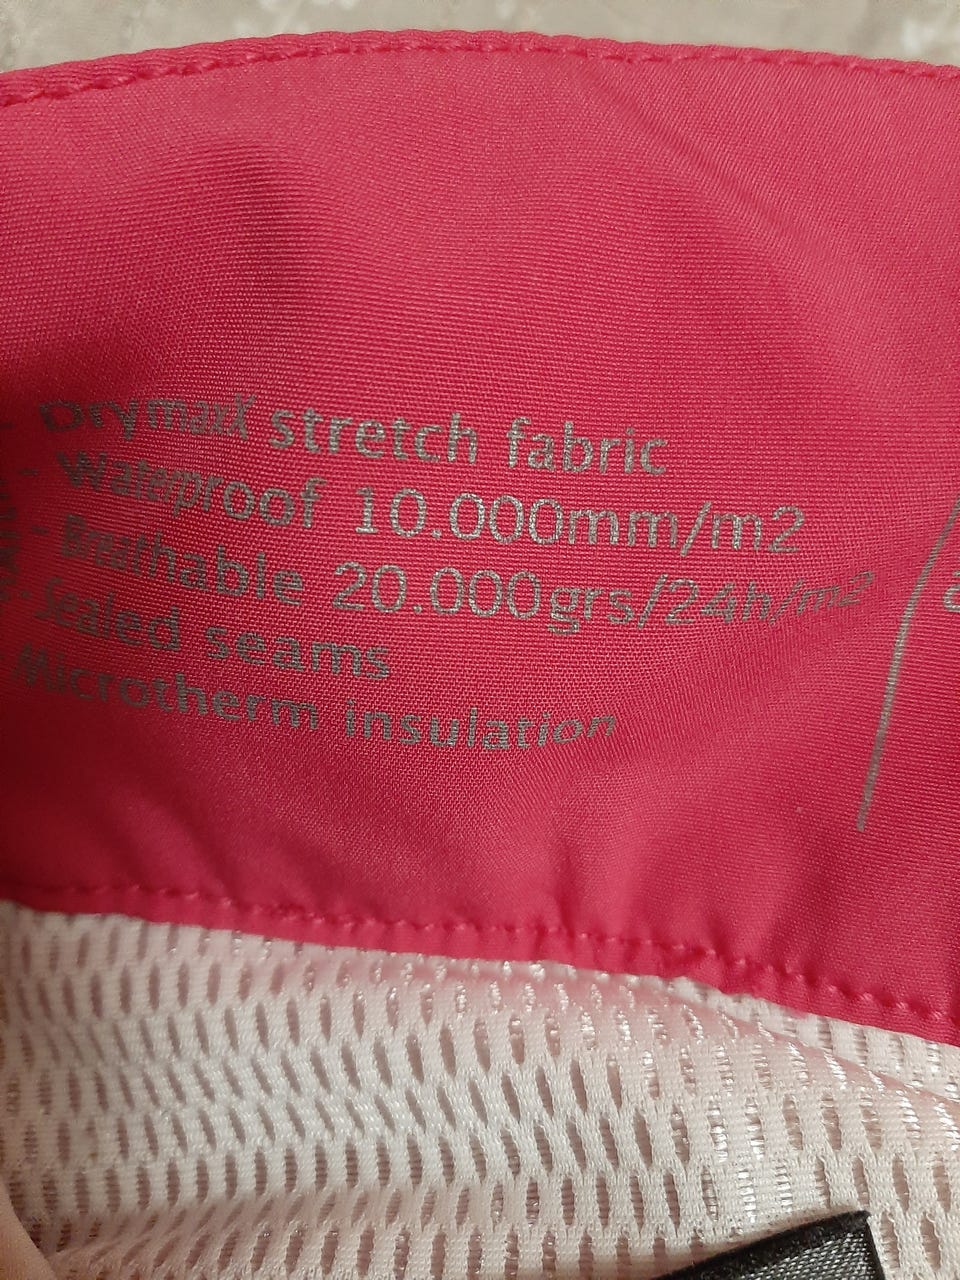 DrymaxX stretch fabric
- Waterproof 10.000mm/m2
- Breathable 20.000grs/24h/m2
- Sealed seams
Microtherm insulation